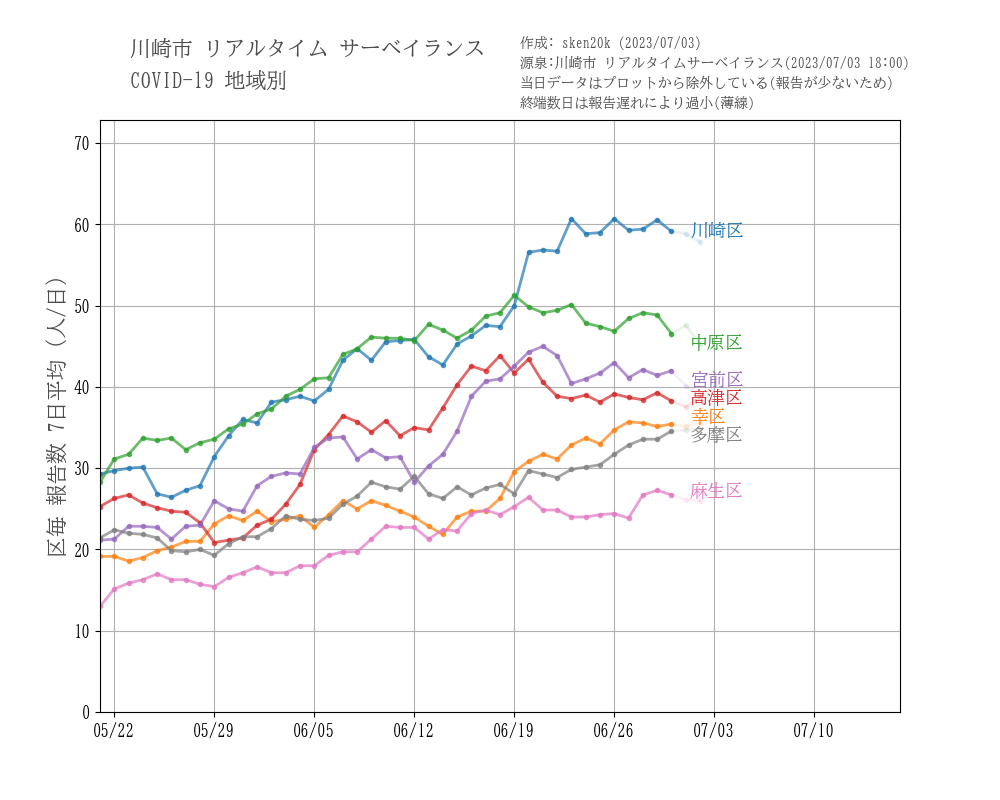 川崎市 リアルタイム サーベイランス
COVID-19 地域別
作成: sken20k (2023/07/03)
源泉:川崎市 リアルタイムサーベイランス(2023/07/03 18:00)
当日データはプロットから除外している(報告が少ないため)
終端数日は報告遅れにより過小(薄線)
区毎 報告数 7日平均 (人/日)
70
60
50
40
30
20
10
0
川崎区
中原区
宮前区
高津区
幸区
多摩区
麻生区
05/22
05/29
06/05
06/12
06/19
06/26
07/03
07/10